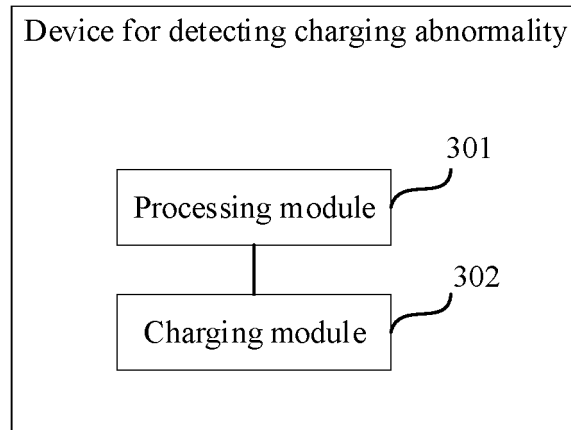 Device for detecting charging abnormality
301
Processing module
302
Charging module